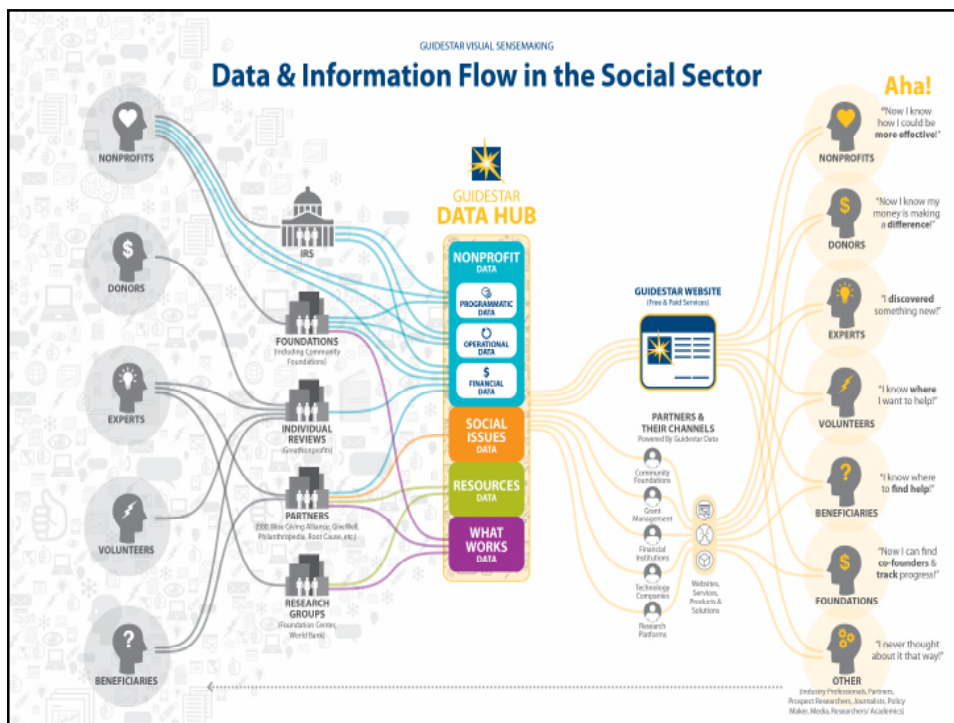 GUIDESTAR VISUAL SENSEMAKING
Data & Information Flow in the Social Sector
NONPROFITS
DONORS
EXPERTS
VOLUNTEERS
BENEFICIARIES
IRS
FOUNDATIONS
(Including Community
Foundations)
INDIVIDUAL
REVIEWS
(GreatNonprofits)
PARTNERS
(BBB Wise Giving Alliance, GiveWell,
Philanthropedia, Root Cause, etc.)
RESEARCH
GROUPS
(Foundation Center,
World Bank)
GUIDESTAR
DATA HUB
NONPROFIT
DATA
PROGRAMMATIC
DATA
OPERATIONAL
DATA
$
FINANCIAL
DATA
SOCIAL
ISSUES
DATA
RESOURCES
DATA
WHAT
WORKS
DATA
GUIDESTAR WEBSITE
(Free & Paid Services)
PARTNERS &
THEIR CHANNELS
Powered By Guidestar Data
Community
Foundations
Grant
Management
Financial
Institutions
Technology
Companies
Research
Platforms
Websites,
Services,
Products &
Solutions
Aha!
NONPROFITS
"Now I know
how I could be
more effective!"
DONORS
"Now I know my
money is making
a difference!"
EXPERTS
"I discovered
something new!"
VOLUNTEERS
"I know where
I want to help!"
BENEFICIARIES
"I know where
to find help!"
FOUNDATIONS
"Now I can find
co-founders &
track progress!"
OTHER
(Industry Professionals, Partners,
Prospect Researchers, Journalists, Policy
Maker, Media, Researchers/ Academics)
"I never thought
about it that way!"